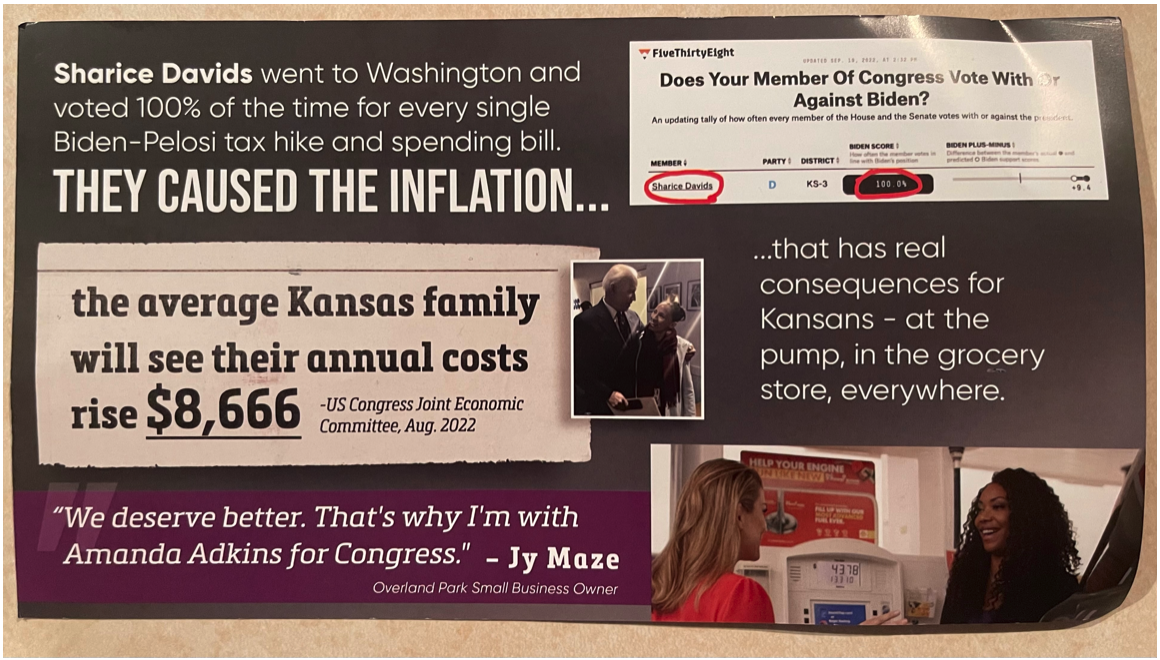 Sharice Davids went to Washington and
voted 100% of the time for every single
Biden-Pelosi tax hike and spending bill.
THEY CAUSED THE INFLATION...
FiveThirtyEight
UPDATED SEP. 2022, AT
Does Your Member Of Congress Vote With Or
Against Biden?
An updating tally of how often every member of the House and the Senate votes with or against the president.
MEMBER PARTY DISTRICT BIDEN SCORE BIDEN PLUS-MINUS
How often the member votes in
line with Biden's position
Difference between the member's actual and
predicted Biden support scores
Sharice Davids D KS-3 100.0% +9.4
the average Kansas family
will see their annual costs
rise $8,666
-US Congress Joint Economic
Committee, Aug. 2022
...that has real
consequences for
Kansans - at the
pump, in the grocery
store, everywhere.
"We deserve better. That's why I'm with
Amanda Adkins for Congress." - Jy Maze
Overland Park Small Business Owner
HELP YOUR ENGINE
RUN LIKE NEW
FILL UP WITH OUR
MOST ADVANCED
FUEL EVER.
4378
13310